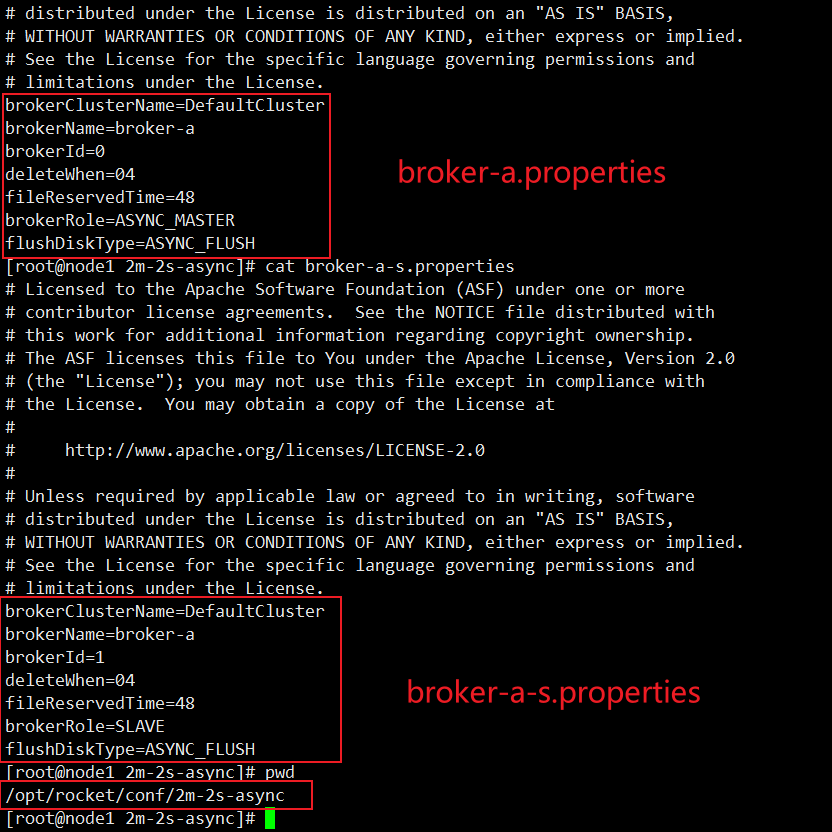 # distributed under the License is distributed on an "AS IS" BASIS,
# WITHOUT WARRANTIES OR CONDITIONS OF ANY KIND, either express or implied.
# See the License for the specific language governing permissions and
# limitations under the License.
brokerClusterName=DefaultCluster
brokerName=broker-a
brokerId=0
broker-a.properties
deleteWhen=04
fileReservedTime=48
brokerRole=ASYNC_MASTER
flushDiskType=ASYNC_FLUSH
[root@node1 2m-2s-async]# cat broker-a-s.properties
# Licensed to the Apache Software Foundation (ASF) under one or more
# contributor license agreements.  See the NOTICE file distributed with
# this work for additional information regarding copyright ownership.
# The ASF licenses this file to You under the Apache License, Version 2.0
# (the "License"); you may not use this file except in compliance with
# the License.  You may obtain a copy of the License at
#
#     http://www.apache.org/licenses/LICENSE-2.0
#
# Unless required by applicable law or agreed to in writing, software
# distributed under the License is distributed on an "AS IS" BASIS,
# WITHOUT WARRANTIES OR CONDITIONS OF ANY KIND, either express or implied.
# See the License for the specific language governing permissions and
# limitations under the License.
brokerClusterName=DefaultCluster
brokerName=broker-a
brokerId=1
deleteWhen=04
broker-a-s.properties
fileReservedTime=48
brokerRole=SLAVE
flushDiskType=ASYNC_FLUSH
[root@node1 2m-2s-async]# pwd
/opt/rocket/conf/2m-2s-async
[root@node1 2m-2s-async]#